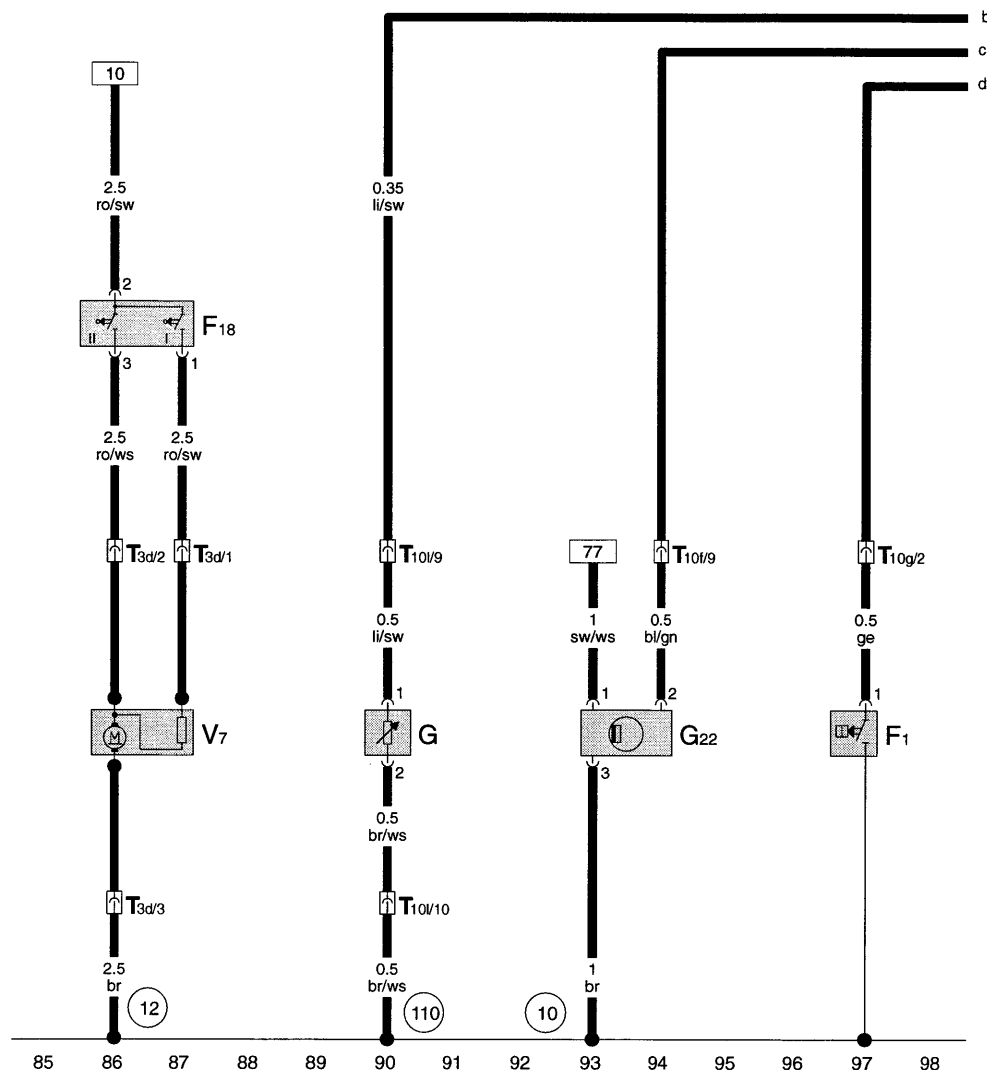 b
c
10
d
2.5 0.35
ro/sw li/sw
2
F18
II I
3 1
2.5 2.5
ro/ws ro/sw
T3d/2 T3d/1 T10l/9 77 T10f/9 T10g/2
0.5 1 0.5 0.5
li/sw sw/ws bl/gn ge
1 1 2 1
M V7 G G22 F1
2 3
0.5
br/ws
T3d/3 T10l/10
2.5 0.5 1
br br/ws br
12 110 10
85 86 87 88 89 90 91 92 93 94 95 96 97 98